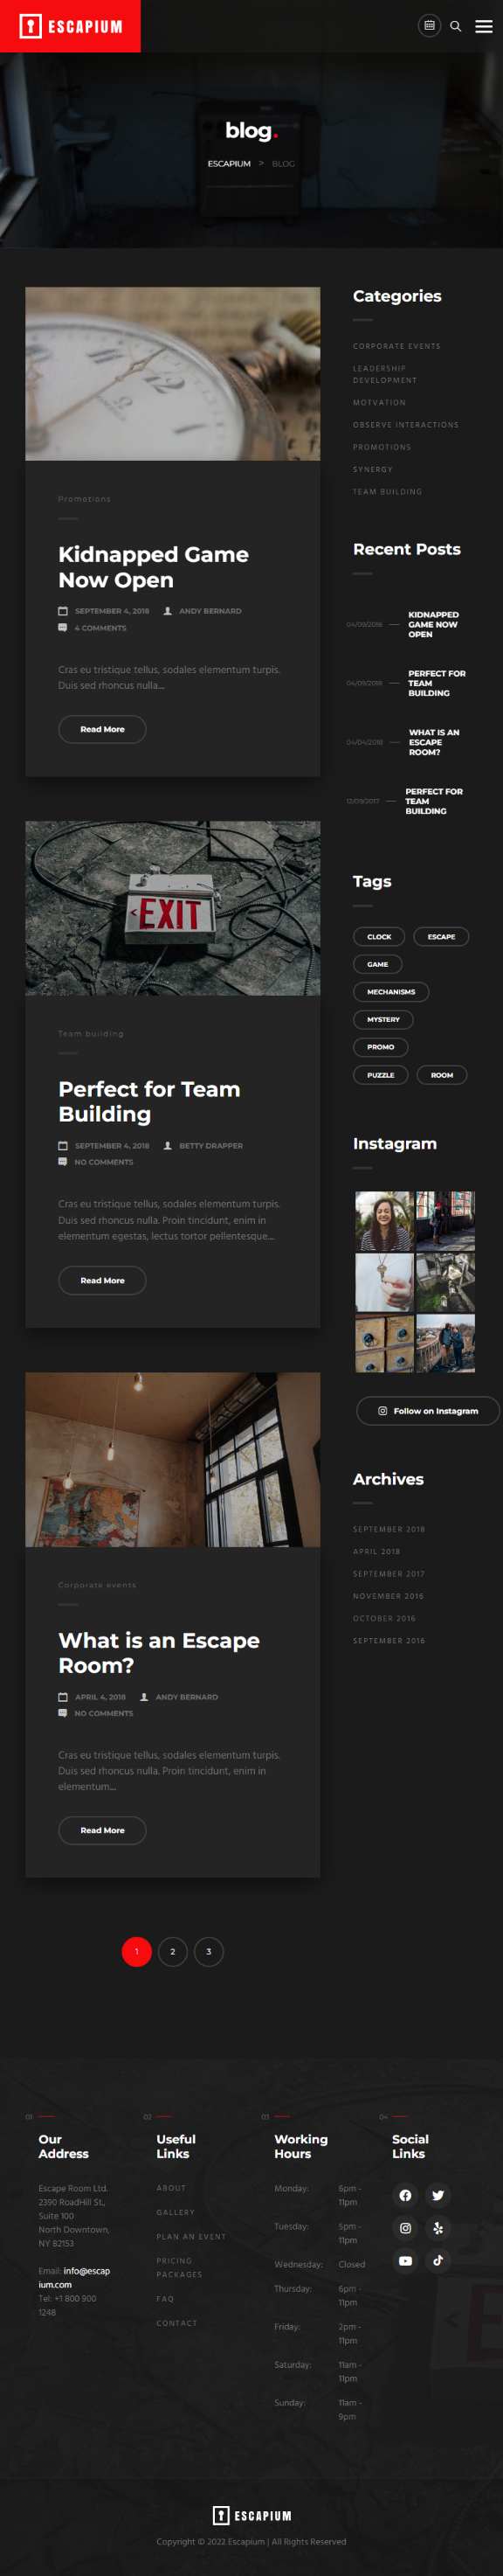 ESCAPIUM
blog.
ESCAPIUM > BLOG
Promotions
Kidnapped Game
Now Open
SEPTEMBER 4, 2018 ANDY BERNARD
4 COMMENTS
Cras eu tristique tellus, sodales elementum turpis.
Duis sed rhoncus nulla....
Read More
EXIT
Team building
Perfect for Team
Building
SEPTEMBER 4, 2018 BETTY DRAPPER
NO COMMENTS
Cras eu tristique tellus, sodales elementum turpis.
Duis sed rhoncus nulla. Proin tincidunt, enim in
elementum egestas, lectus tortor pellentesque....
Read More
Corporate events
What is an Escape
Room?
APRIL 4, 2018 ANDY BERNARD
NO COMMENTS
Cras eu tristique tellus, sodales elementum turpis.
Duis sed rhoncus nulla. Proin tincidunt, enim in
elementum....
Read More
1 2 3
Categories
CORPORATE EVENTS
LEADERSHIP
DEVELOPMENT
MOTVATION
OBSERVE INTERACTIONS
PROMOTIONS
SYNERGY
TEAM BUILDING
Recent Posts
04/09/2018 — KIDNAPPED
GAME NOW
OPEN
04/09/2018 — PERFECT FOR
TEAM
BUILDING
04/04/2018 — WHAT IS AN
ESCAPE
ROOM?
12/09/2017 — PERFECT FOR
TEAM
BUILDING
Tags
CLOCK ESCAPE
GAME
MECHANISMS
MYSTERY
PROMO
PUZZLE ROOM
Instagram
Follow on Instagram
Archives
SEPTEMBER 2018
APRIL 2018
SEPTEMBER 2017
NOVEMBER 2016
OCTOBER 2016
SEPTEMBER 2016
01
Our
Address
Escape Room Ltd.
2390 RoadHill St.,
Suite 100
North Downtown,
NY 82153
Email: info@escap
ium.com
Tel: +1 800 900
1248
02
Useful
Links
ABOUT
GALLERY
PLAN AN EVENT
PRICING
PACKAGES
FAQ
CONTACT
03
Working
Hours
Monday: 6pm -
11pm
Tuesday: 5pm -
11pm
Wednesday: Closed
Thursday: 6pm -
11pm
Friday: 2pm -
11pm
Saturday: 11am -
11pm
Sunday: 11am -
9pm
04
Social
Links
ESCAPIUM
Copyright © 2022 Escapium | All Rights Reserved